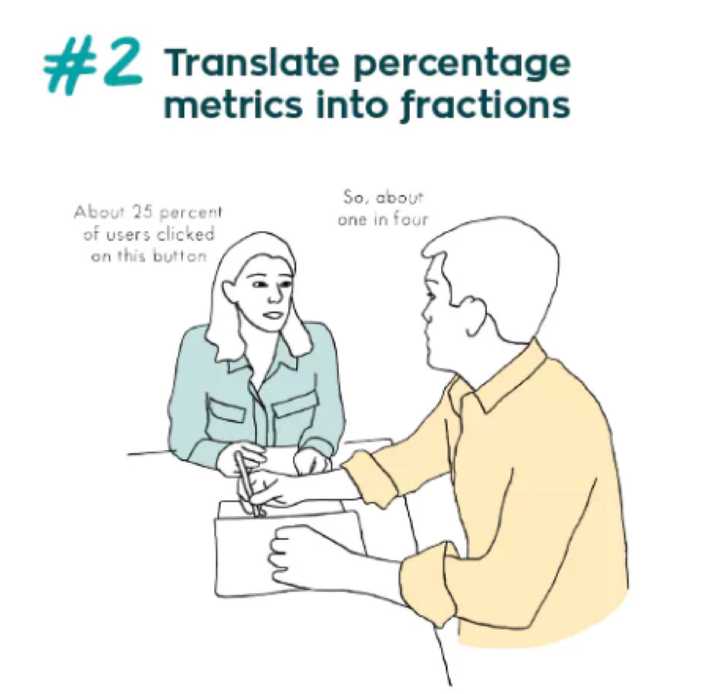 #2 Translate percentage
metrics into fractions
About 25 percent
of users clicked
on this button
So, about
one in four